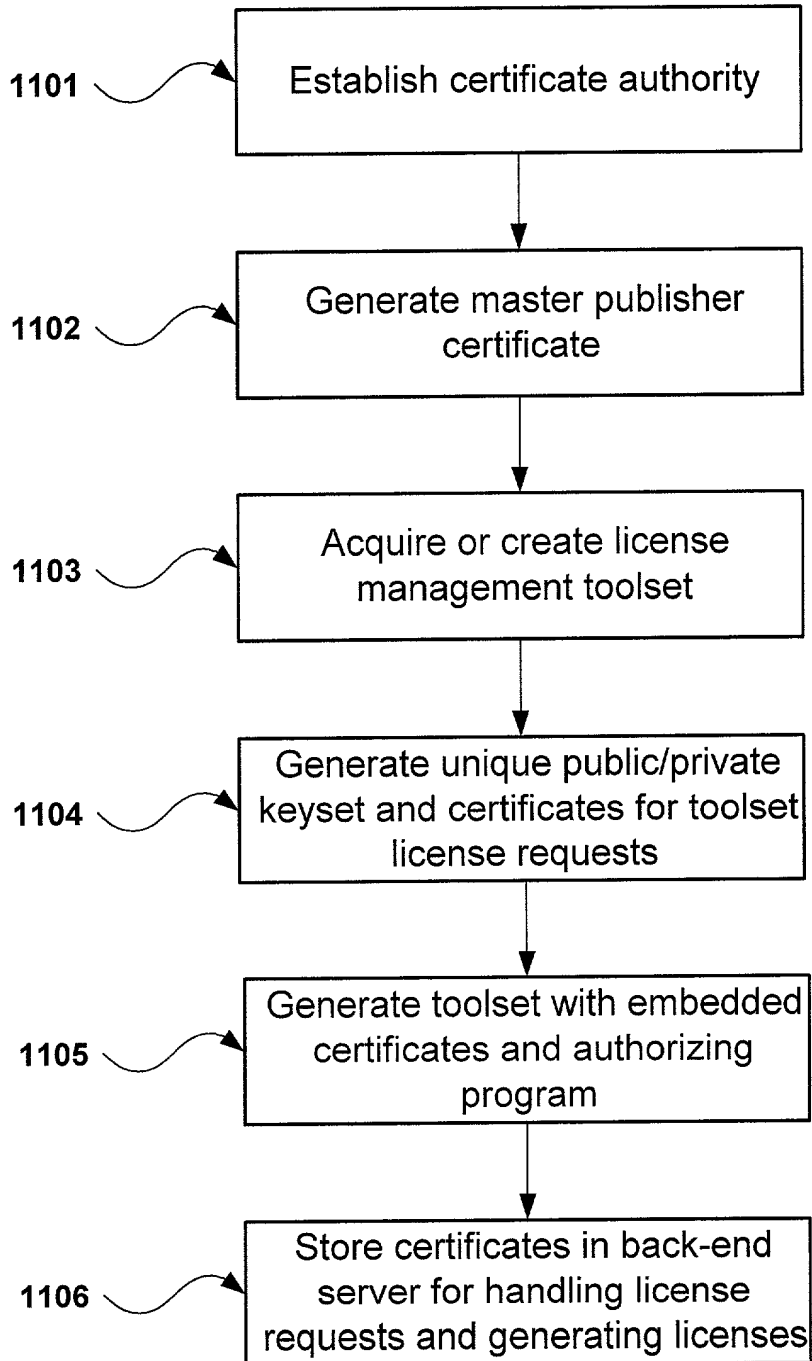 1101
Establish certificate authority
1102
Generate master publisher
certificate
1103
Acquire or create license
management toolset
1104
Generate unique public/private
keyset and certificates for toolset
license requests
1105
Generate toolset with embedded
certificates and authorizing
program
1106
Store certificates in back-end
server for handling license
requests and generating licenses